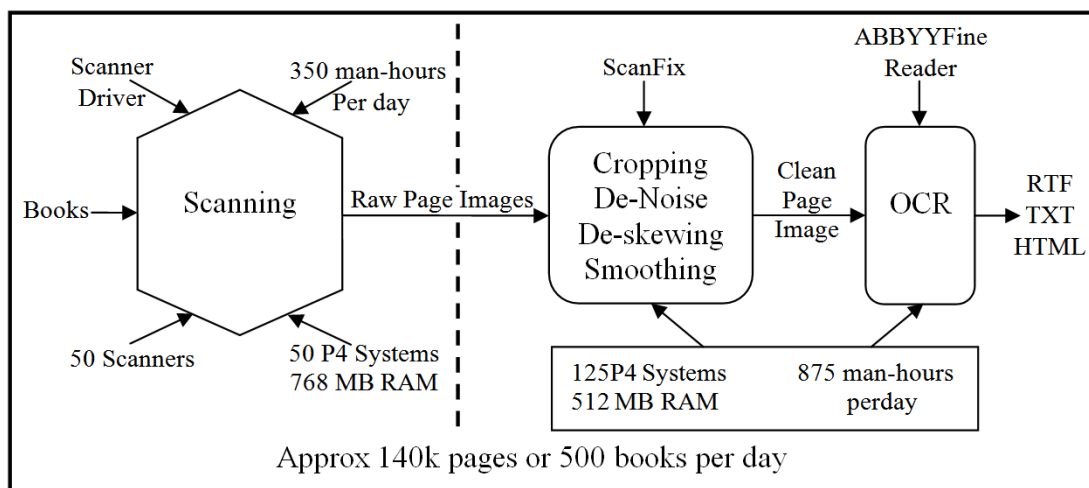 Scanner
Driver
350 man-hours
Per day
Books
Scanning
50 Scanners
50 P4 Systems
768 MB RAM
Raw Page Images
ScanFix
Cropping
De-Noise
De-skewing
Smoothing
Clean
Page
Image
ABBYYFine
Reader
OCR
RTF
TXT
HTML
125P4 Systems
512 MB RAM
875 man-hours
perday
Approx 140k pages or 500 books per day